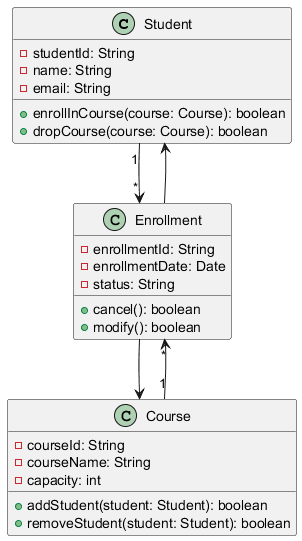 C Student
studentId: String
name: String
email: String
enrollInCourse(course: Course): boolean
dropCourse(course: Course): boolean
1
*
C Enrollment
enrollmentId: String
enrollmentDate: Date
status: String
cancel(): boolean
modify(): boolean
*
1
C Course
courseId: String
courseName: String
capacity: int
addStudent(student: Student): boolean
removeStudent(student: Student): boolean